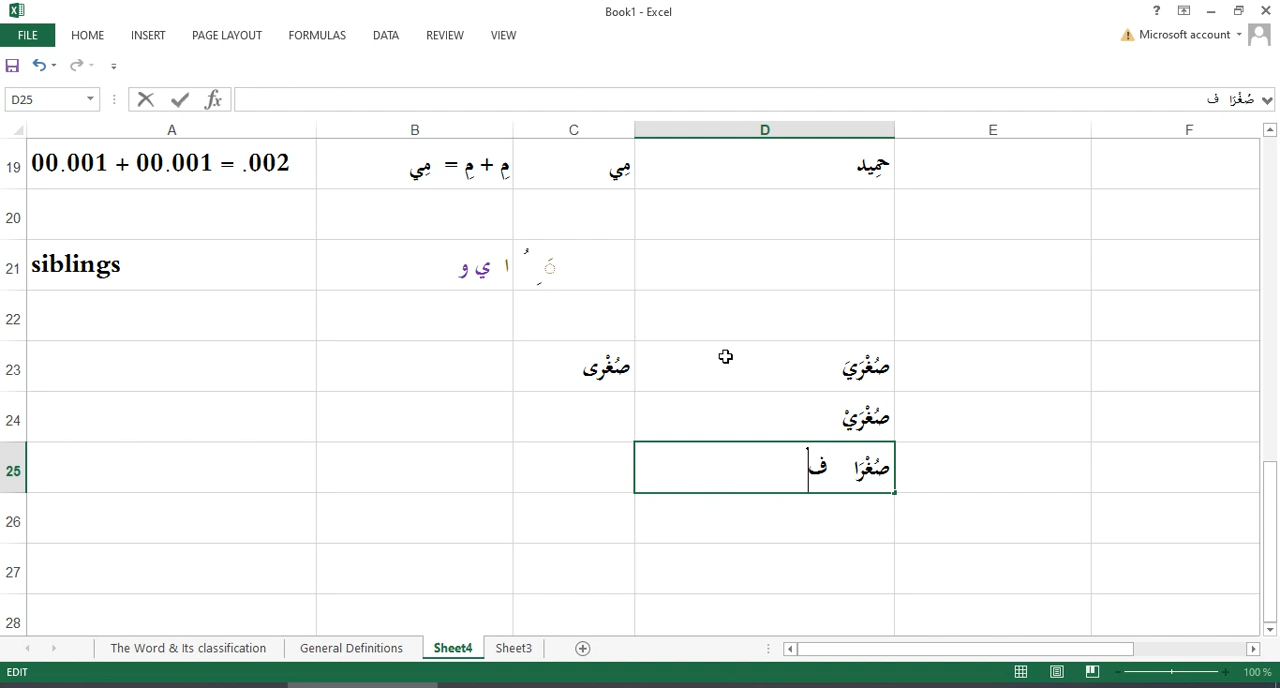 Book1 - Excel
FILE HOME INSERT PAGE LAYOUT FORMULAS DATA REVIEW VIEW Microsoft account
D25 fx صُغْرَا ف
A B C D E F
19 00.001 + 00.001 = .002 مِ + مِ = مِي مِي حمِيد
20
21 siblings ا ي و َ ِ ُ
22
23 صُغْرى صُغْرَيَ
24 صُغْرَيْ
25 صُغْرَا ف
26
27
28
The Word & Its classification General Definitions Sheet4 Sheet3
EDIT 100%